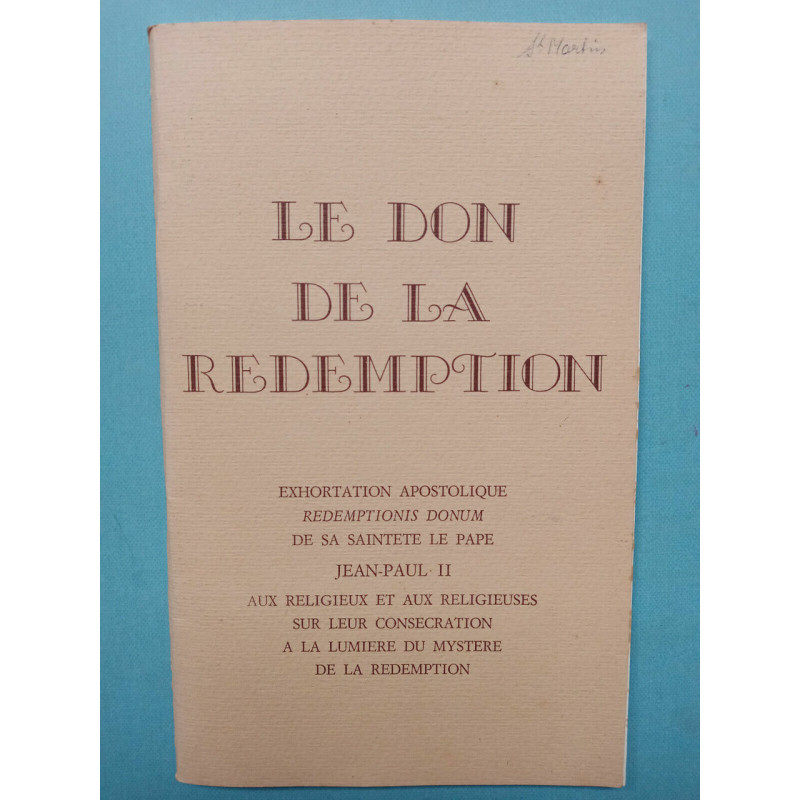 St Martin
LE DON
DE LA
REDEMPTION
EXHORTATION APOSTOLIQUE
REDEMPTIONIS DONUM
DE SA SAINTETE LE PAPE
JEAN-PAUL II
AUX RELIGIEUX ET AUX RELIGIEUSES
SUR LEUR CONSECRATION
A LA LUMIERE DU MYSTERE
DE LA REDEMPTION